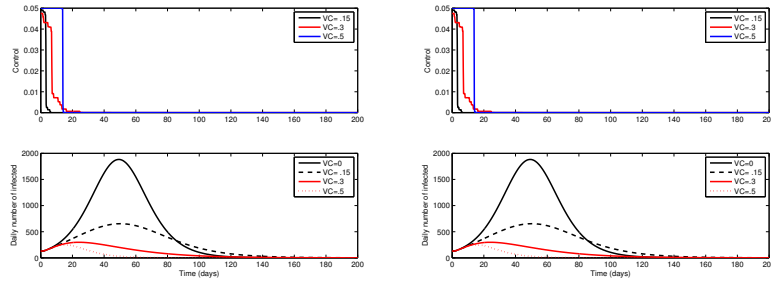 0.05
0.04
0.03
0.02
0.01
0
Control
VC= .15
VC= .3
VC= .5
0 20 40 60 80 100 120 140 160 180 200
2000
1500
1000
500
0
Daily number of infected
VC=0
VC= .15
VC=.3
VC=.5
0 20 40 60 80 100 120 140 160 180 200
Time (days)
0.05
0.04
0.03
0.02
0.01
0
Control
VC= .15
VC= .3
VC= .5
0 20 40 60 80 100 120 140 160 180 200
2000
1500
1000
500
0
Daily number of infected
VC=0
VC= .15
VC=.3
VC=.5
0 20 40 60 80 100 120 140 160 180 200
Time (days)